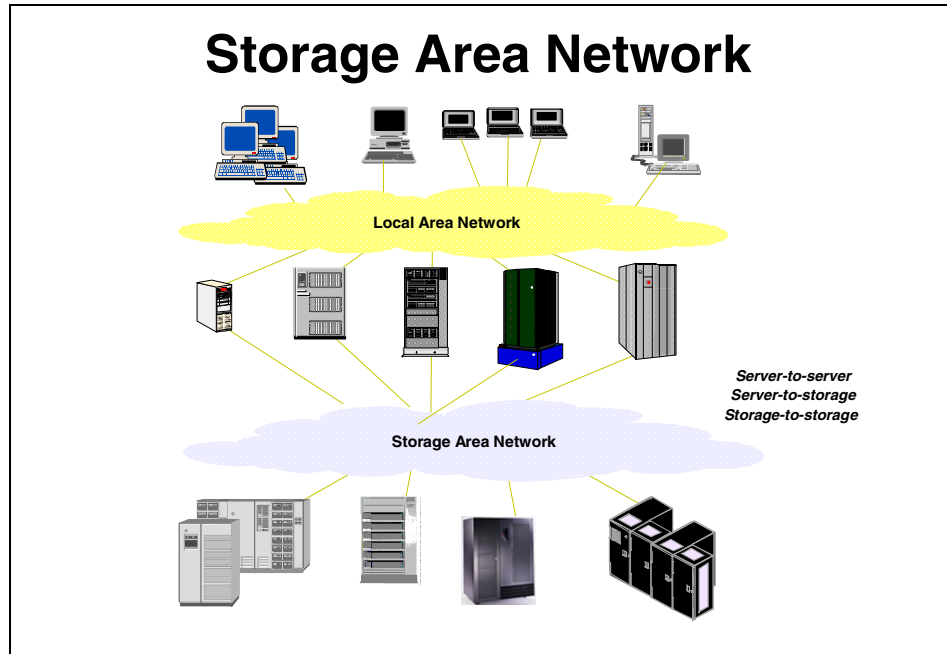 Storage Area Network
Local Area Network
Server-to-server
Server-to-storage
Storage-to-storage
Storage Area Network